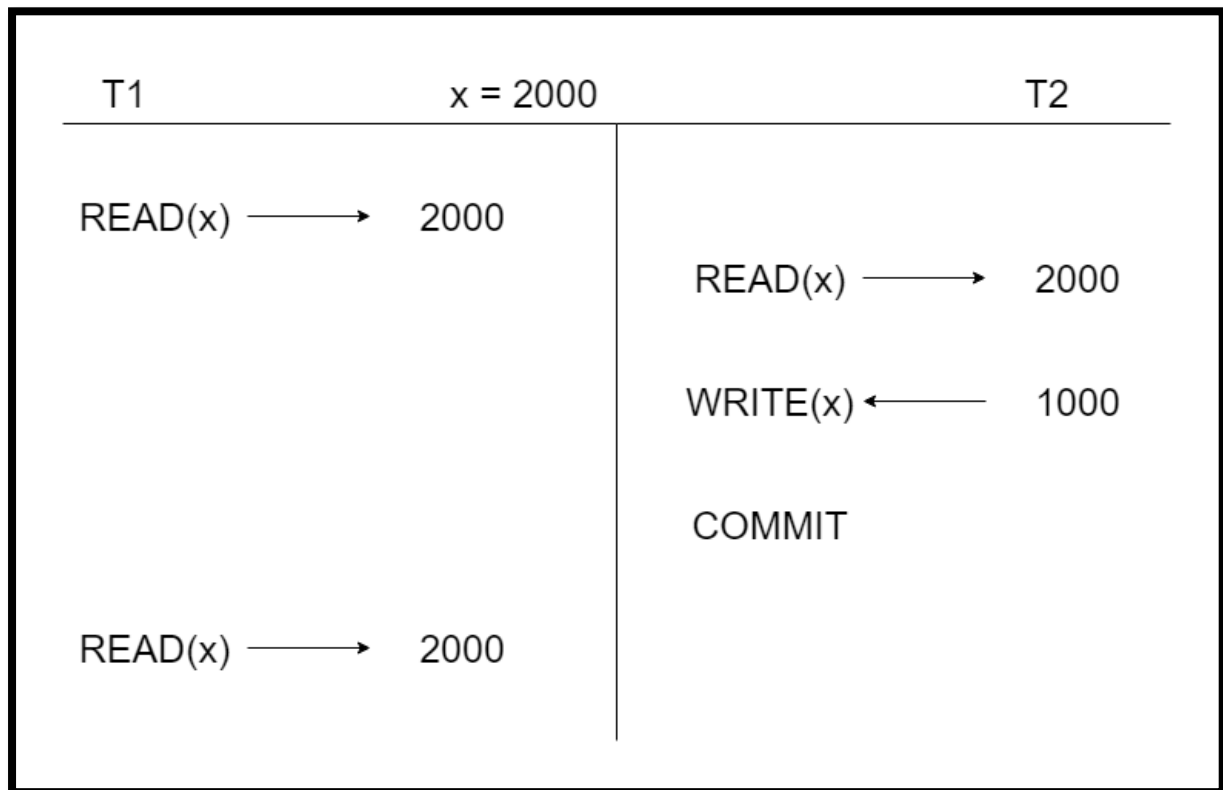 T1 x = 2000 T2
READ(x) 2000
READ(x) 2000
WRITE(x) 1000
COMMIT
READ(x) 2000